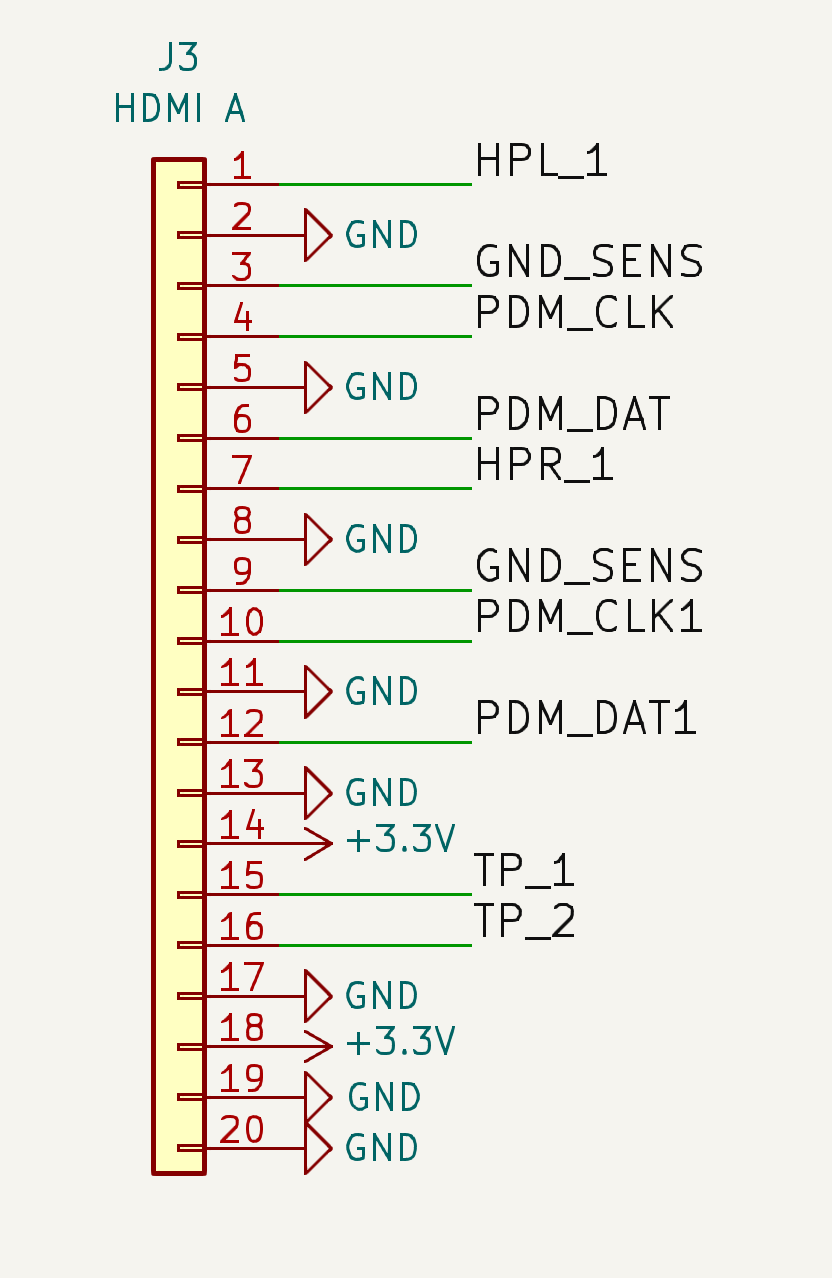 J3
HDMI A
1 HPL_1
2 GND
3 GND_SENS
4 PDM_CLK
5 GND
6 PDM_DAT
7 HPR_1
8 GND
9 GND_SENS
10 PDM_CLK1
11 GND
12 PDM_DAT1
13 GND
14 +3.3V
15 TP_1
16 TP_2
17 GND
18 +3.3V
19 GND
20 GND